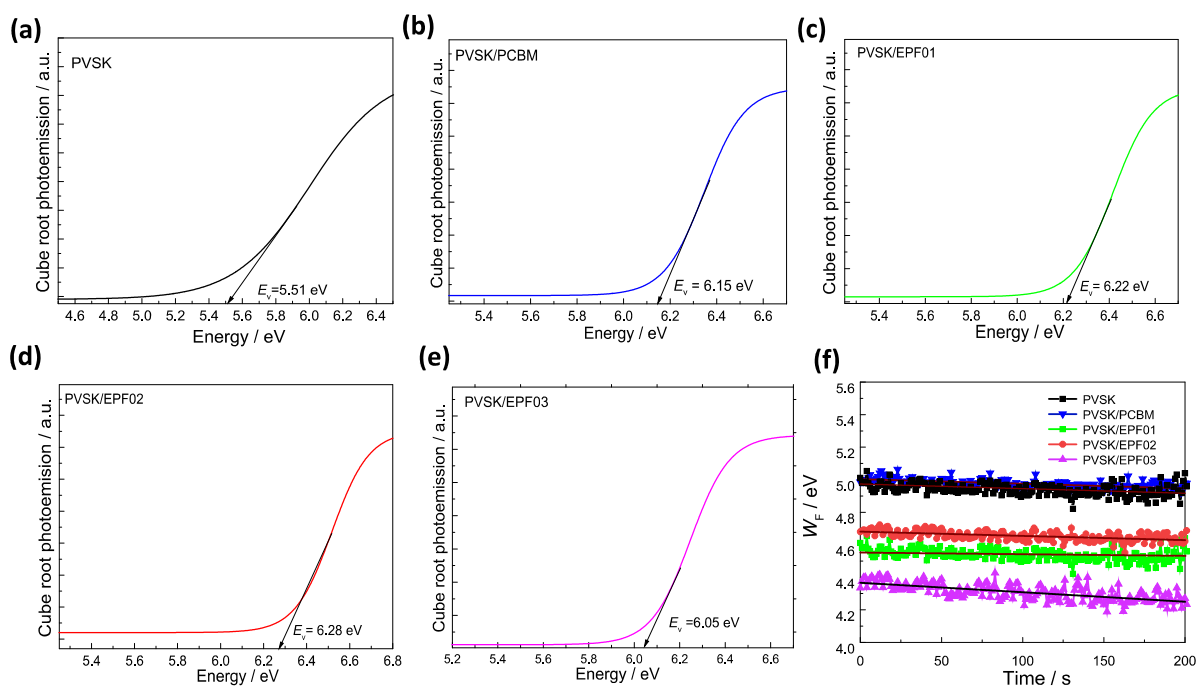 (a)
PVSK
Cube root photoemission / a.u.
E_v=5.51 eV
4.6 4.8 5.0 5.2 5.4 5.6 5.8 6.0 6.2 6.4
Energy / eV
(b)
PVSK/PCBM
Cube root photoemission / a.u.
E_v = 6.15 eV
5.4 5.6 5.8 6.0 6.2 6.4 6.6
Energy / eV
(c)
PVSK/EPF01
Cube root photoemission / a.u.
E_v = 6.22 eV
5.4 5.6 5.8 6.0 6.2 6.4 6.6
Energy / eV
(d)
PVSK/EPF02
Cube root photoemission / a.u.
E_v = 6.28 eV
5.4 5.6 5.8 6.0 6.2 6.4 6.6 6.8
Energy / eV
(e)
PVSK/EPF03
Cube root photoemission / a.u.
E_v =6.05 eV
5.2 5.4 5.6 5.8 6.0 6.2 6.4 6.6
Energy / eV
(f)
PVSK
PVSK/PCBM
PVSK/EPF01
PVSK/EPF02
PVSK/EPF03
W_F / eV
5.6
5.4
5.2
5.0
4.8
4.6
4.4
4.2
4.0
0 50 100 150 200
Time / s